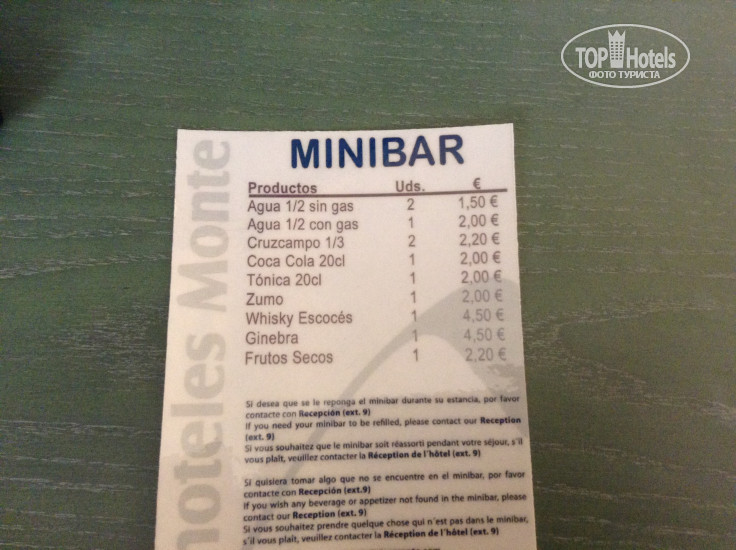 TOP Hotels
ФОТО ТУРИСТА
hoteles Monte
MINIBAR
Productos Uds. €
Agua 1/2 sin gas 2 1,50 €
Agua 1/2 con gas 1 2,00 €
Cruzcampo 1/3 2 2,20 €
Coca Cola 20cl 1 2,00 €
Tónica 20cl 1 2,00 €
Zumo 1 2,00 €
Whisky Escocés 1 4,50 €
Ginebra 1 4,50 €
Frutos Secos 1 2,20 €
Si desea que se le reponga el minibar durante su estancia, por favor
contacte con Recepción (ext. 9)
If you need your minibar to be refilled, please contact our Reception
(ext. 9)
Si vous souhaitez que le minibar soit réassorti pendant votre séjour, s'il
vous plaît, veuillez contacter la Réception de l'hôtel (ext. 9)
Si quisiera tomar algo que no se encuentre en el minibar, por favor
contacte con Recepción (ext.9)
If you wish any beverage or appetizer not found in the minibar, please
contact our Reception (ext. 9)
Si vous souhaitez prendre quelque chose qui n'est pas dans le minibar,
s'il vous plaît, veuillez contacter la Réception de l'hôtel (ext. 9)